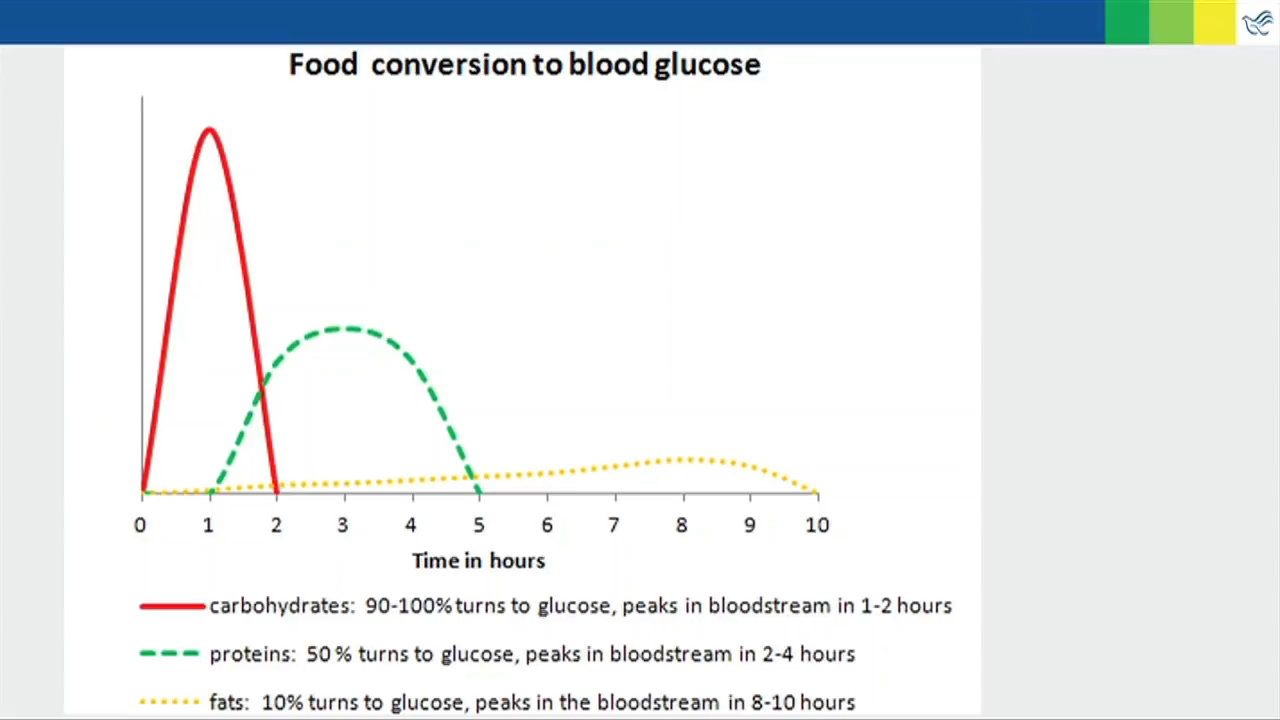 Food conversion to blood glucose
0 1 2 3 4 5 6 7 8 9 10
Time in hours
carbohydrates: 90-100% turns to glucose, peaks in bloodstream in 1-2 hours
proteins: 50 % turns to glucose, peaks in bloodstream in 2-4 hours
fats: 10% turns to glucose, peaks in the bloodstream in 8-10 hours